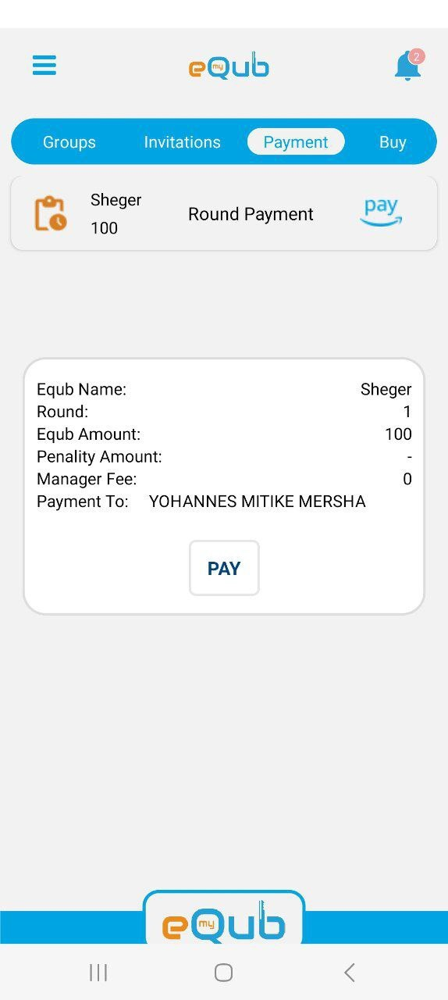 eQub my
2
Groups Invitations Payment Buy
Sheger
100
Round Payment
pay
Equb Name: Sheger
Round: 1
Equb Amount: 100
Penality Amount: -
Manager Fee: 0
Payment To: YOHANNES MITIKE MERSHA
PAY
eQub my